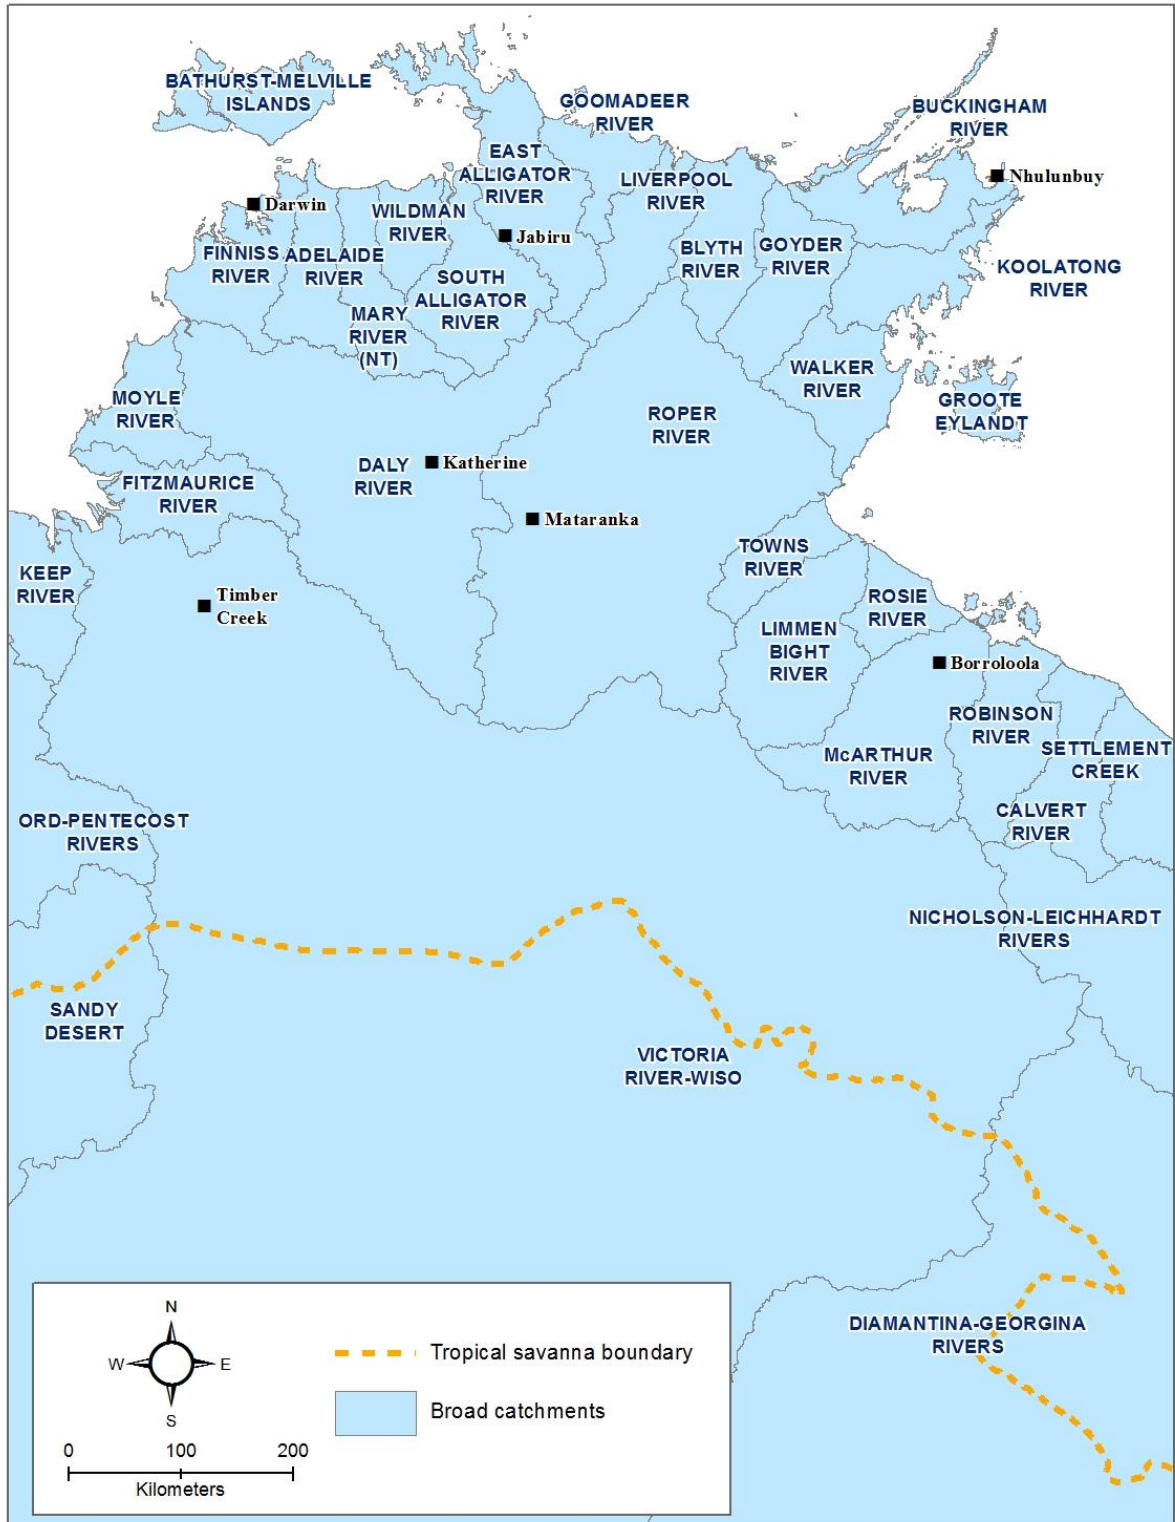 BATHURST-MELVILLE
ISLANDS
GOOMADEER
RIVER
BUCKINGHAM
RIVER
EAST
ALLIGATOR
RIVER
LIVERPOOL
RIVER
Nhulunbuy
Darwin
WILDMAN
RIVER
Jabiru
FINNISS
RIVER
ADELAIDE
RIVER
SOUTH
ALLIGATOR
RIVER
BLYTH
RIVER
GOYDER
RIVER
KOOLATONG
RIVER
MARY
RIVER
(NT)
WALKER
RIVER
MOYLE
RIVER
ROPER
RIVER
GROOTE
EYLANDT
DALY
RIVER
Katherine
FITZMAURICE
RIVER
Mataranka
TOWNS
RIVER
KEEP
RIVER
Timber
Creek
ROSIE
RIVER
LIMMEN
BIGHT
RIVER
Borroloola
ROBINSON
RIVER
McARTHUR
RIVER
SETTLEMENT
CREEK
CALVERT
RIVER
ORD-PENTECOST
RIVERS
NICHOLSON-LEICHHARDT
RIVERS
SANDY
DESERT
VICTORIA
RIVER-WISO
DIAMANTINA-GEORGINA
RIVERS
N
W E
S
Tropical savanna boundary
Broad catchments
0 100 200
Kilometers